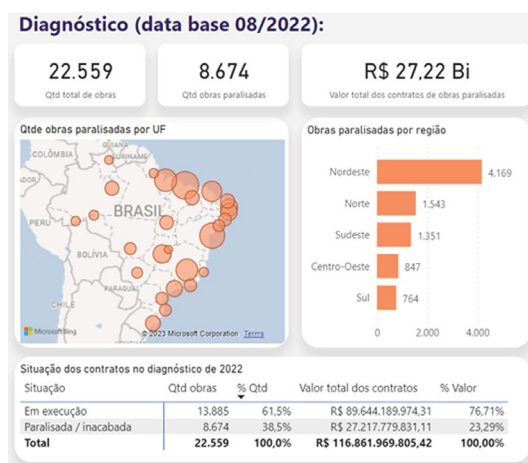 Diagnóstico (data base 08/2022):
22.559
Qtd total de obras
8.674
Qtd obras paralisadas
R$ 27,22 Bi
Valor total dos contratos de obras paralisadas
Qtde obras paralisadas por UF
GUIANA
SURINAME
COLÔMBIA
ADOR
BRASIL
PERU
BOLÍVIA
PARAGUAI
CHILE
Microsoft Bing
© 2023 Microsoft Corporation Terms
Obras paralisadas por região
Nordeste 4.169
Norte 1.543
Sudeste 1.351
Centro-Oeste 847
Sul 764
0 2.000 4.000
Situação dos contratos no diagnóstico de 2022
Situação Qtd obras % Qtd Valor total dos contratos % Valor
Em execução 13.885 61,5% R$ 89.644.189.974,31 76,71%
Paralisada / inacabada 8.674 38,5% R$ 27.217.779.831,11 23,29%
Total 22.559 100,0% R$ 116.861.969.805,42 100,00%